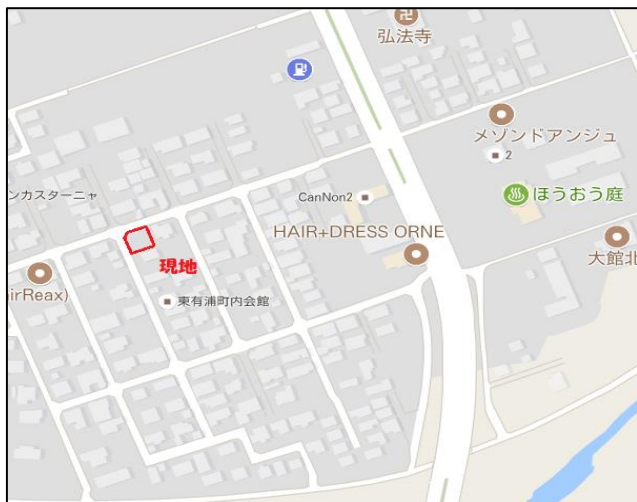 弘法寺
メゾンドアンジュ
2
ンカスターニャ
CanNon2
ほうおう庭
HAIR+DRESS ORNE
大館北
現地
irReax)
東有浦町内会館